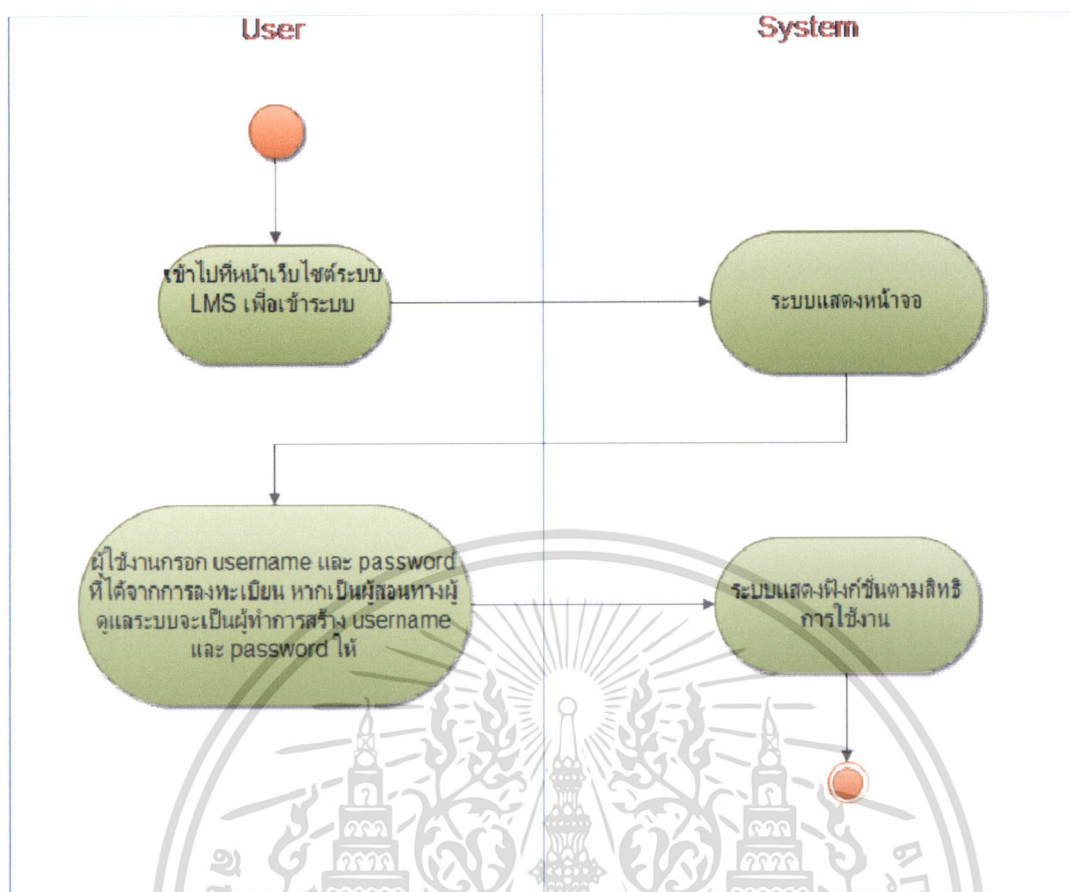 User
System
เข้าไปที่หน้าเว็บไซต์ระบบ
LMS เพื่อเข้าระบบ
ระบบแสดงหน้าจอ
ผู้ใช้งานกรอก username และ password
ที่ได้จากการลงทะเบียน หากเป็นผู้สอนทางผู้
ดูแลระบบจะเป็นผู้ทำการสร้าง username
และ password ให้
ระบบแสดงฟังก์ชั่นตามสิทธิ
การใช้งาน